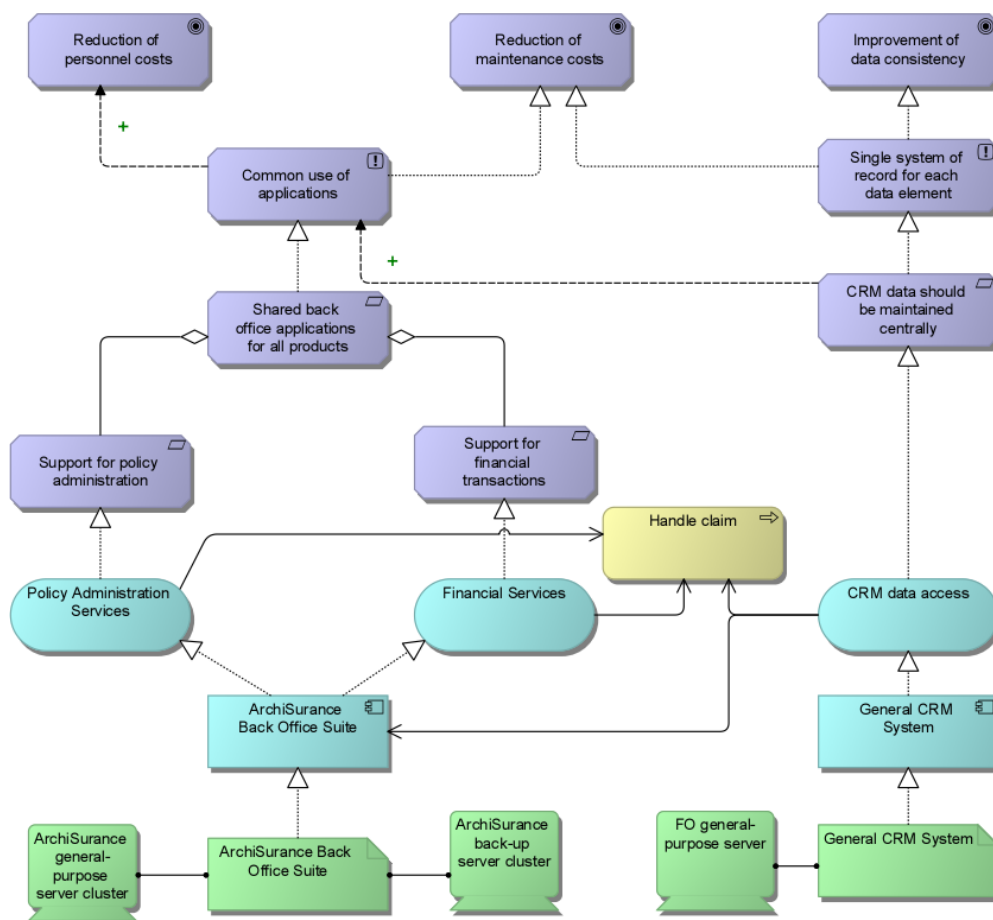 Reduction of
personnel costs
Reduction of
maintenance costs
Improvement of
data consistency
+
Common use of
applications
!
Single system of
record for each
data element
!
+
Shared back
office applications
for all products
CRM data should
be maintained
centrally
Support for policy
administration
Support for
financial
transactions
Handle claim
Policy Administration
Services
Financial Services
CRM data access
ArchiSurance
Back Office Suite
General CRM
System
ArchiSurance
general-
purpose
server cluster
ArchiSurance Back
Office Suite
ArchiSurance
back-up
server cluster
FO general-
purpose server
General CRM System